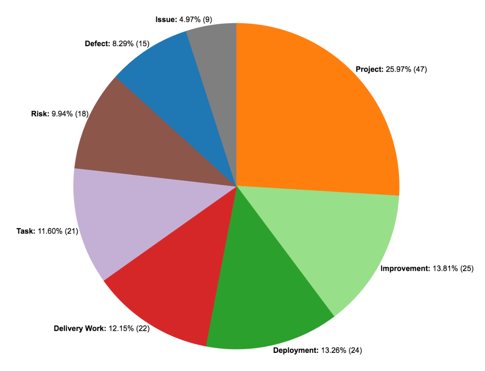 Issue: 4.97% (9)
Defect: 8.29% (15)
Project: 25.97% (47)
Risk: 9.94% (18)
Task: 11.60% (21)
Improvement: 13.81% (25)
Delivery Work: 12.15% (22)
Deployment: 13.26% (24)